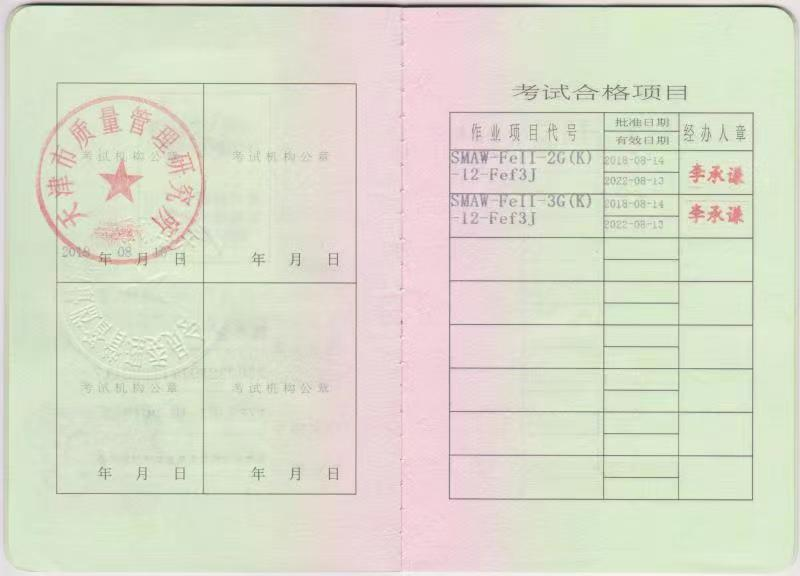 天津市质量管理研究所
考试机构公章
考试机构公章
2018 08
年 月 日
年 月 日
考试机构公章
考试机构公章
年 月 日
年 月 日
考试合格项目
作业项目代号
批准日期
有效日期
经办人章
SMAW-FeII-2G(K)
-12-Fef3J
2018-08-14
2022-08-13
李承谦
SMAW-FeII-3G(K)
-12-Fef3J
2018-08-14
2022-08-13
李承谦